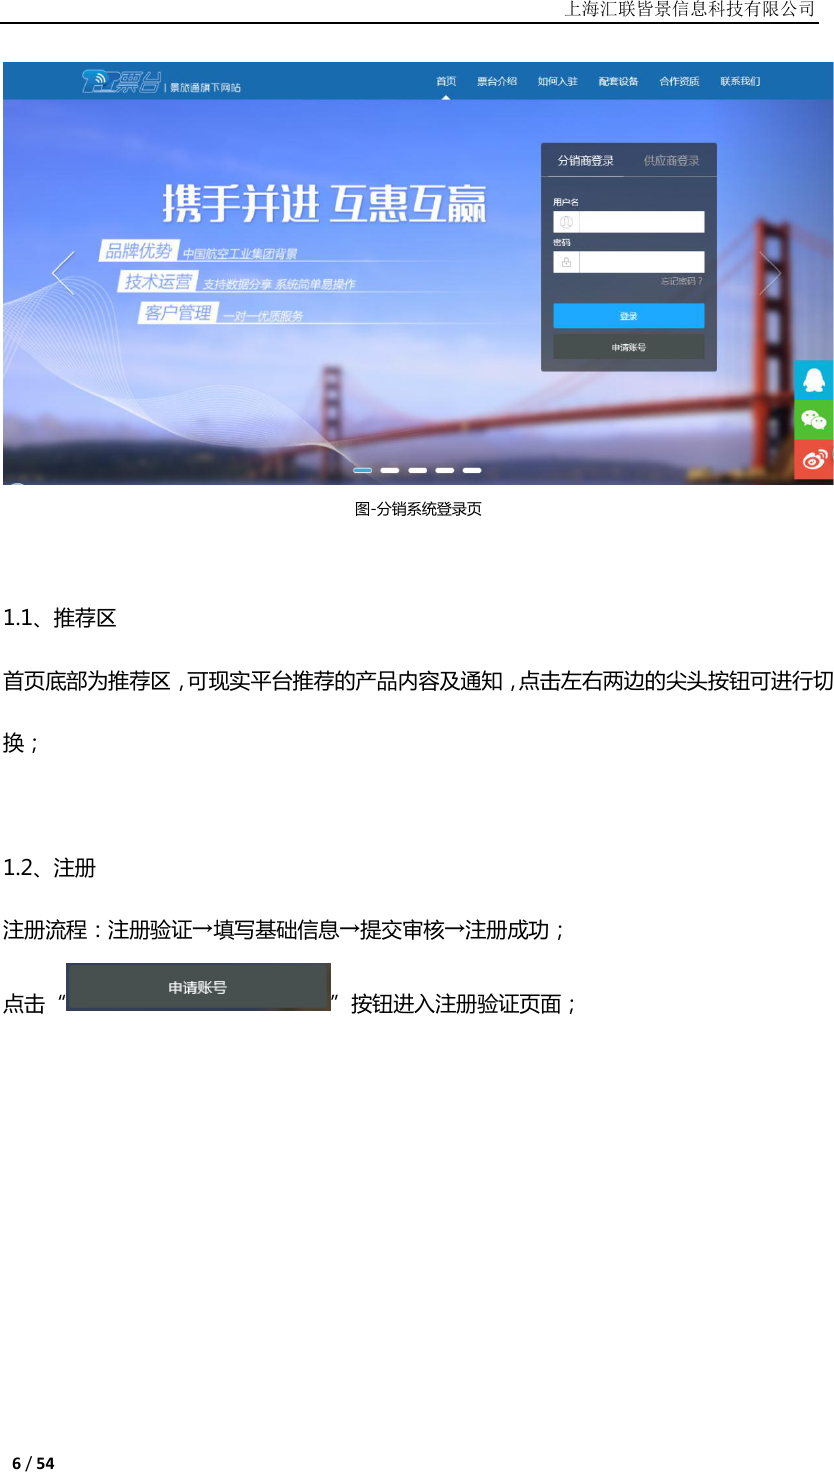 上海汇联皆景信息科技有限公司
票台 | 景旅通旗下网站
首页 票台介绍 如何入驻 配套设备 合作资质 联系我们
携手并进 互惠互赢
品牌优势 中国航空工业集团背景
技术运营 支持数据分享 系统简单易操作
客户管理 一对一优质服务
分销商登录 供应商登录
用户名
密码
忘记密码？
登录
申请账号
图-分销系统登录页
1.1、推荐区
首页底部为推荐区，可现实平台推荐的产品内容及通知，点击左右两边的尖头按钮可进行切
换；
1.2、注册
注册流程：注册验证→填写基础信息→提交审核→注册成功；
点击“申请账号”按钮进入注册验证页面；
6 / 54